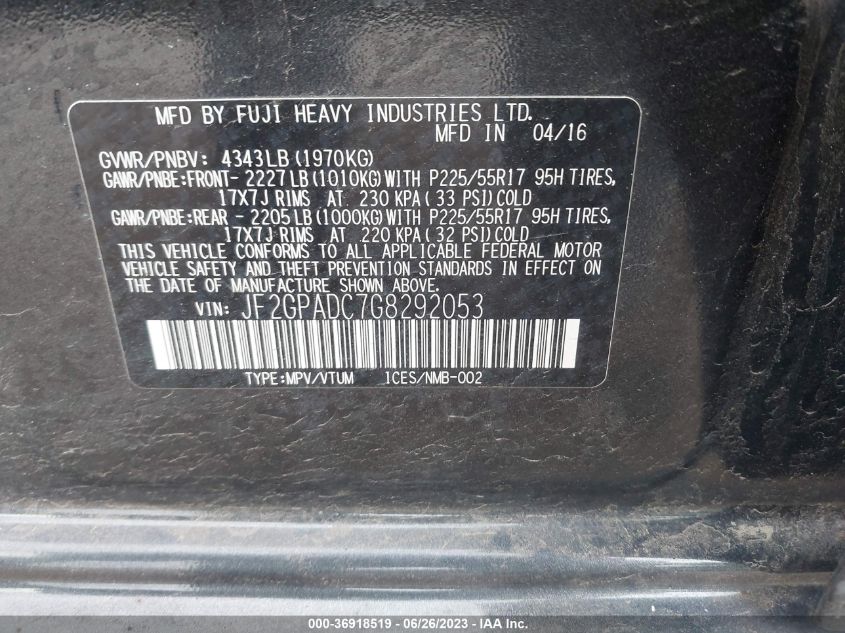 MFD BY FUJI HEAVY INDUSTRIES LTD.
MFD IN 04/16
GVWR/PNBV: 4343LB(1970KG)
GAWR/PNBE:FRONT- 2227LB(1010KG)WITH P225/55R17 95H TIRES,
17X7J RIMS AT 230 KPA( 33 PSI)COLD
GAWR/PNBE:REAR - 2205LB(1000KG)WITH P225/55R17 95H TIRES,
17X7J RIMS AT 220 KPA( 32 PSI)COLD
THIS VEHICLE CONFORMS TO ALL APPLICABLE FEDERAL MOTOR
VEHICLE SAFETY AND THEFT PREVENTION STANDARDS IN EFFECT ON
THE DATE OF MANUFACTURE SHOWN ABOVE.
VIN: JF2GPADC7G8292053
TYPE:MPV/VTUM ICES/NMB-002
000-36918519 - 06/26/2023 - IAA Inc.